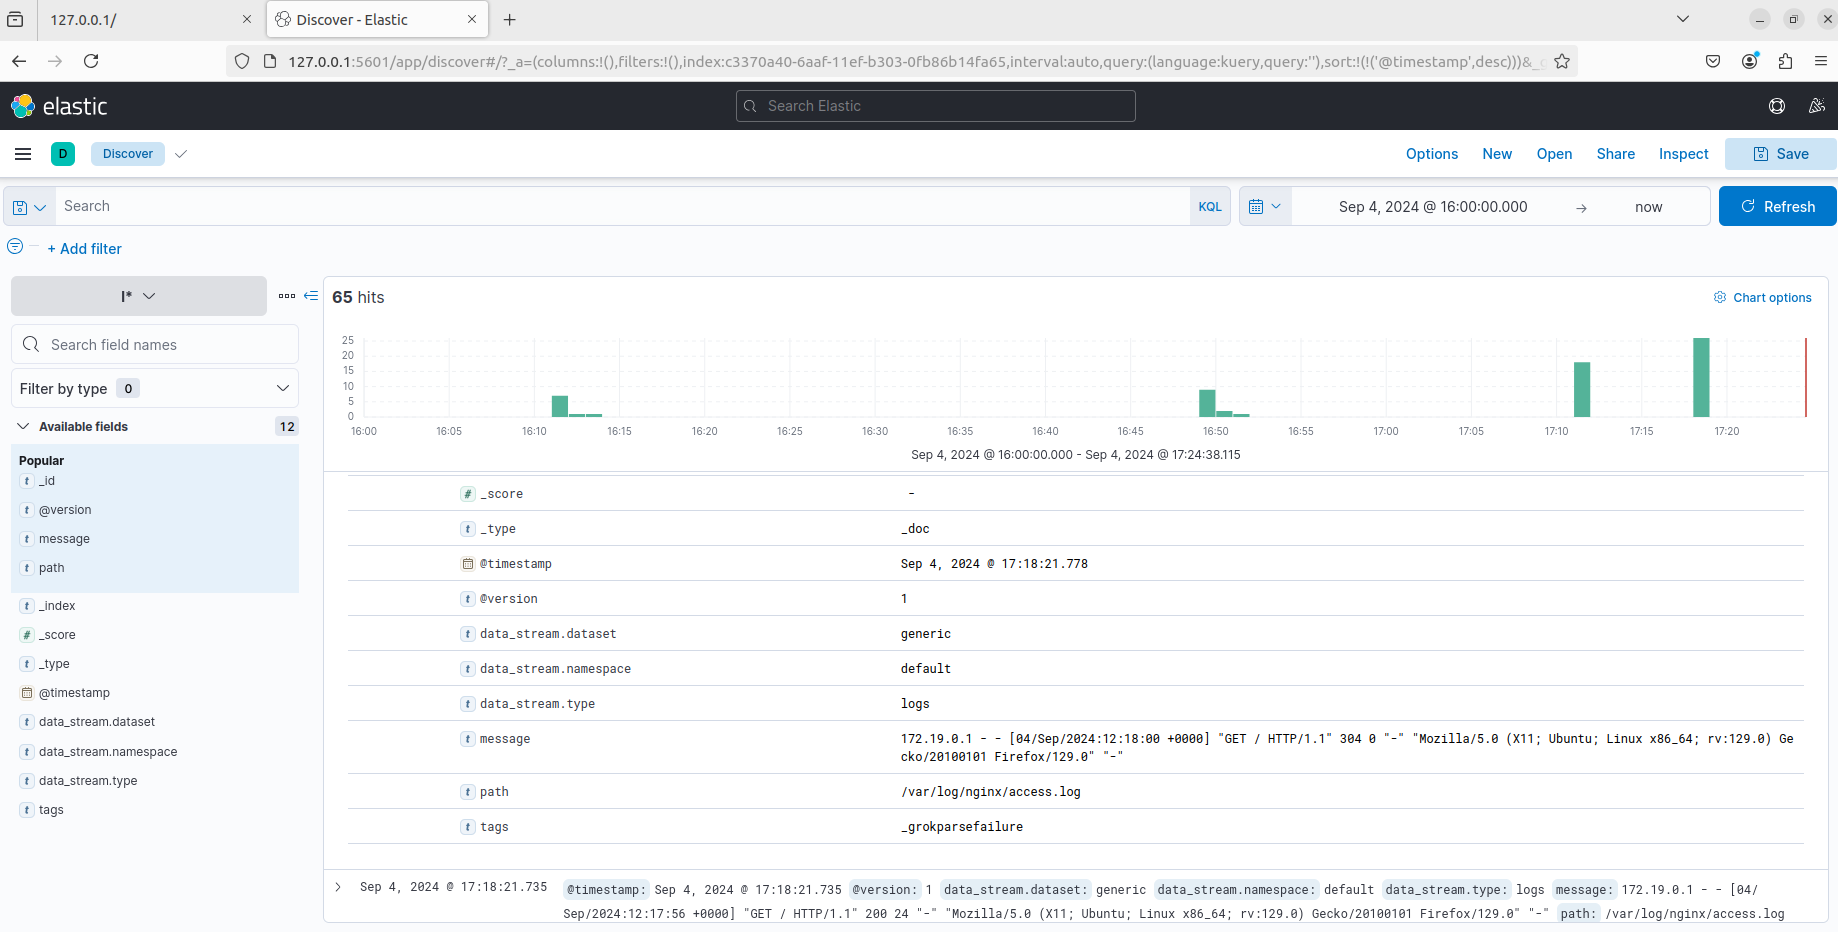 127.0.0.1/
Discover - Elastic
127.0.0.1:5601/app/discover#/?_a=(columns:!(),filters:!(),index:c3370a40-6aaf-11ef-b303-0fb86b14fa65,interval:auto,query:(language:kuery,query:''),sort:!(!('@timestamp',desc)))&_
elastic
Search Elastic
D
Discover
Options
New
Open
Share
Inspect
Save
Search
KQL
Sep 4, 2024 @ 16:00:00.000 → now
Refresh
+ Add filter
l*
65 hits
Chart options
Search field names
Filter by type 0
Available fields 12
Popular
t _id
t @version
t message
t path
t _index
# _score
t _type
@timestamp
t data_stream.dataset
t data_stream.namespace
t data_stream.type
t tags
25
20
15
10
5
0
16:00 16:05 16:10 16:15 16:20 16:25 16:30 16:35 16:40 16:45 16:50 16:55 17:00 17:05 17:10 17:15 17:20
Sep 4, 2024 @ 16:00:00.000 - Sep 4, 2024 @ 17:24:38.115
# _score -
t _type _doc
@timestamp Sep 4, 2024 @ 17:18:21.778
t @version 1
t data_stream.dataset generic
t data_stream.namespace default
t data_stream.type logs
t message 172.19.0.1 - - [04/Sep/2024:12:18:00 +0000] "GET / HTTP/1.1" 304 0 "-" "Mozilla/5.0 (X11; Ubuntu; Linux x86_64; rv:129.0) Ge
cko/20100101 Firefox/129.0" "-"
t path /var/log/nginx/access.log
t tags _grokparsefailure
Sep 4, 2024 @ 17:18:21.735 @timestamp: Sep 4, 2024 @ 17:18:21.735 @version: 1 data_stream.dataset: generic data_stream.namespace: default data_stream.type: logs message: 172.19.0.1 - - [04/
Sep/2024:12:17:56 +0000] "GET / HTTP/1.1" 200 24 "-" "Mozilla/5.0 (X11; Ubuntu; Linux x86_64; rv:129.0) Gecko/20100101 Firefox/129.0" "-" path: /var/log/nginx/access.log